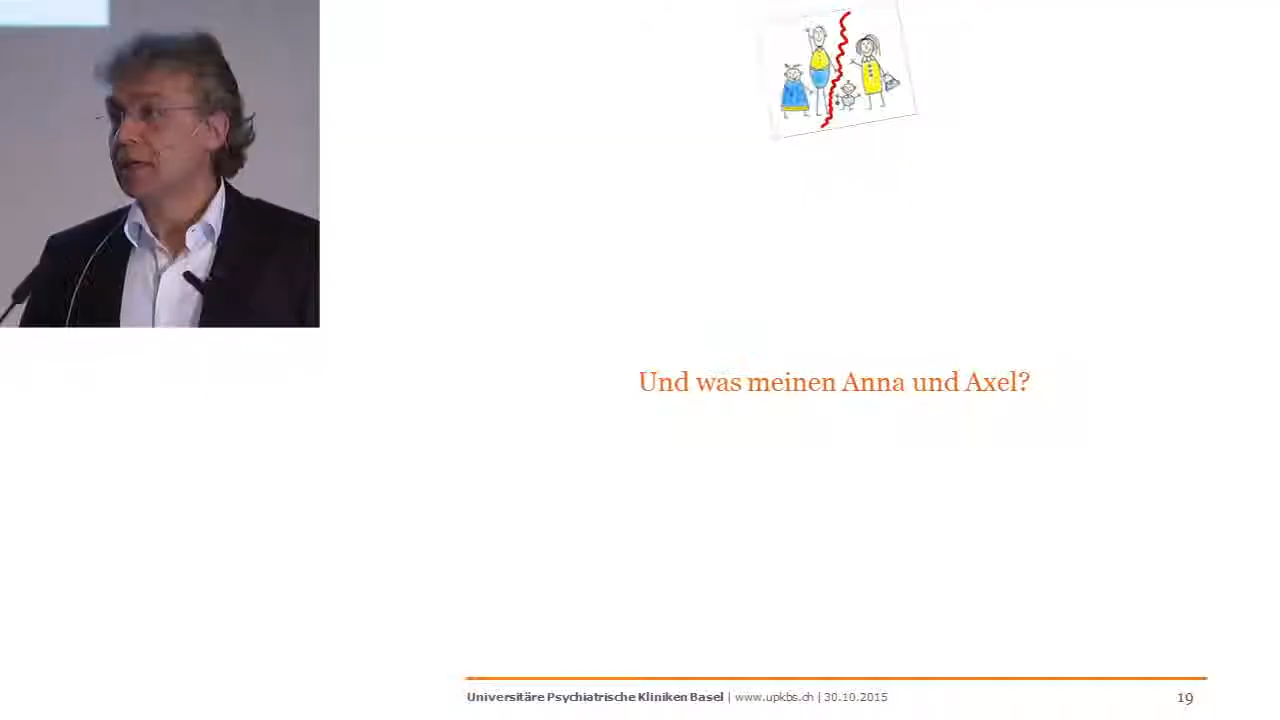 Und was meinen Anna und Axel?
Universitäre Psychiatrische Kliniken Basel | www.upkbs.ch | 30.10.2015
19